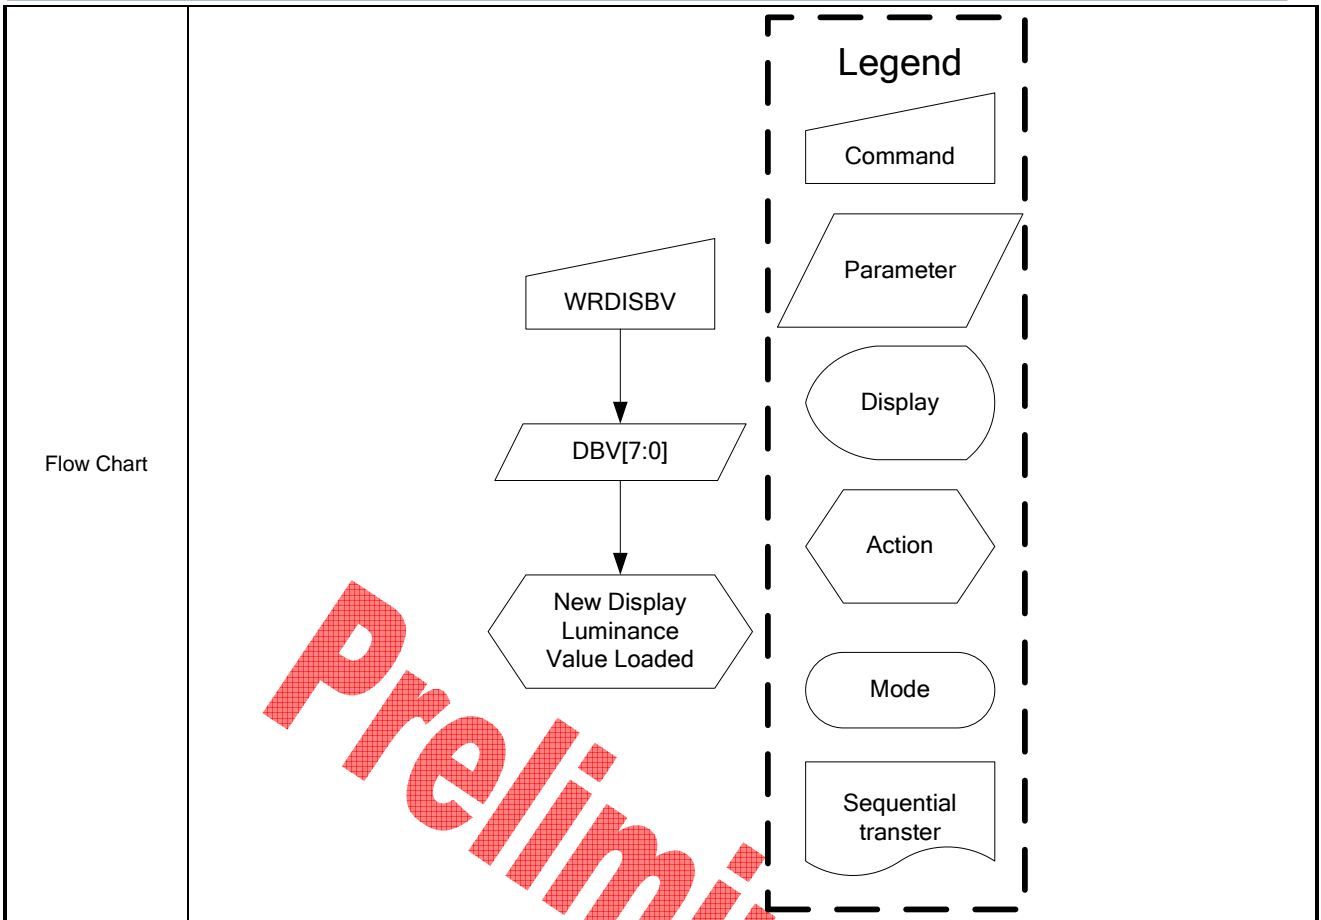 Flow Chart
WRDISBV
DBV[7:0]
New Display
Luminance
Value Loaded
Legend
Command
Parameter
Display
Action
Mode
Sequential
transter